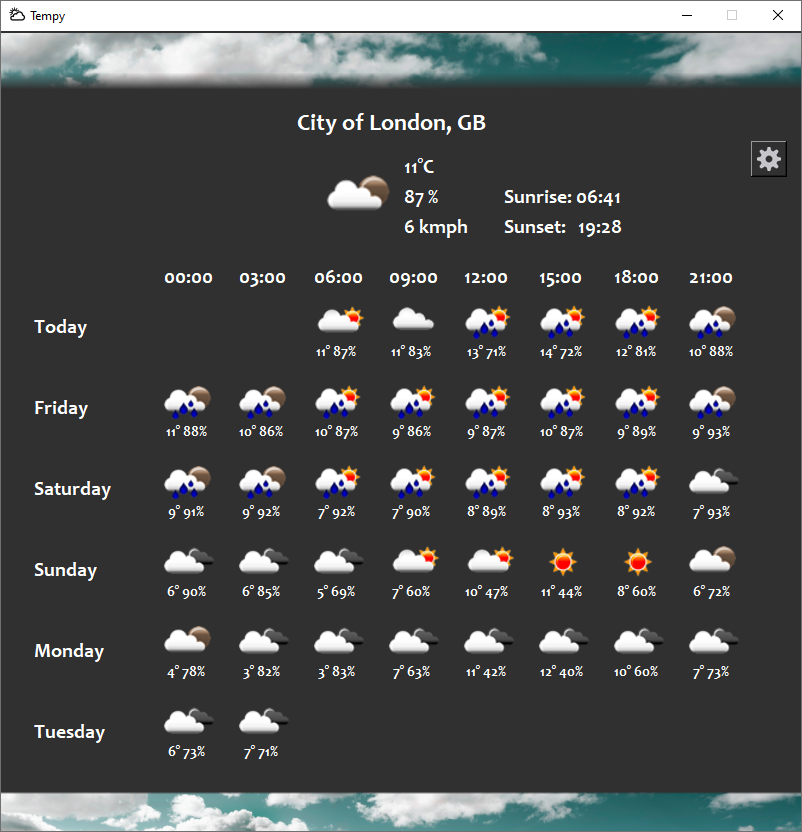 Tempy
City of London, GB
11°C
87 %
Sunrise: 06:41
6 kmph
Sunset: 19:28
00:00 03:00 06:00 09:00 12:00 15:00 18:00 21:00
Today
11° 87% 11° 83% 13° 71% 14° 72% 12° 81% 10° 88%
Friday
11° 88% 10° 86% 10° 87% 9° 86% 9° 87% 10° 87% 9° 89% 9° 93%
Saturday
9° 91% 9° 92% 7° 92% 7° 90% 8° 89% 8° 93% 8° 92% 7° 93%
Sunday
6° 90% 6° 85% 5° 69% 7° 60% 10° 47% 11° 44% 8° 60% 6° 72%
Monday
4° 78% 3° 82% 3° 83% 7° 63% 11° 42% 12° 40% 10° 60% 7° 73%
Tuesday
6° 73% 7° 71%